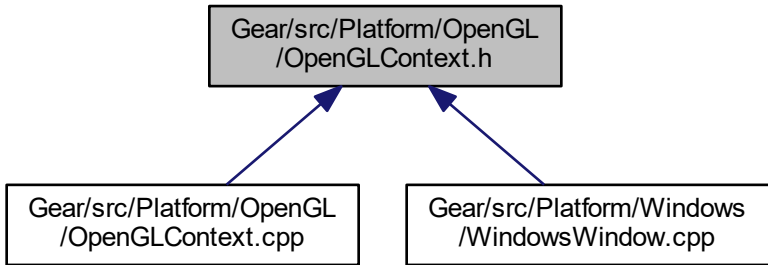 Gear/src/Platform/OpenGL
/OpenGLContext.h
Gear/src/Platform/OpenGL
/OpenGLContext.cpp
Gear/src/Platform/Windows
/WindowsWindow.cpp